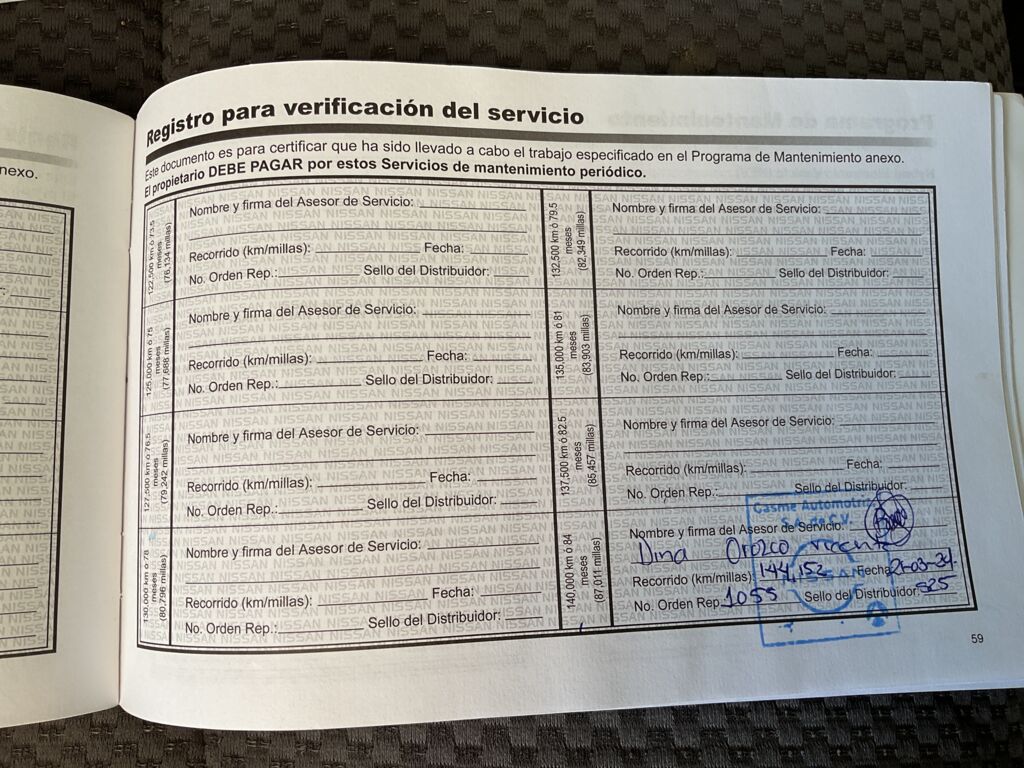 nexo.
Registro para verificación del servicio
Este documento es para certificar que ha sido llevado a cabo el trabajo especificado en el Programa de Mantenimiento anexo.
El propietario DEBE PAGAR por estos Servicios de mantenimiento periódico.
122,500 km ó 73.5
meses
(76,134 millas)
Nombre y firma del Asesor de Servicio:
Recorrido (km/millas): Fecha:
No. Orden Rep.: Sello del Distribuidor:
125,000 km ó 75
meses
(77,688 millas)
Nombre y firma del Asesor de Servicio:
Recorrido (km/millas): Fecha:
No. Orden Rep.: Sello del Distribuidor:
127,500 km ó 76.5
meses
(79,242 millas)
Nombre y firma del Asesor de Servicio:
Recorrido (km/millas): Fecha:
No. Orden Rep.: Sello del Distribuidor:
130,000 km ó 78
meses
(80,796 millas)
Nombre y firma del Asesor de Servicio:
Recorrido (km/millas): Fecha:
No. Orden Rep.: Sello del Distribuidor:
132,500 km ó 79.5
meses
(82,349 millas)
Nombre y firma del Asesor de Servicio:
Recorrido (km/millas): Fecha:
No. Orden Rep.: Sello del Distribuidor:
135,000 km ó 81
meses
(83,903 millas)
Nombre y firma del Asesor de Servicio:
Recorrido (km/millas): Fecha:
No. Orden Rep.: Sello del Distribuidor:
137,500 km ó 82.5
meses
(85,457 millas)
Nombre y firma del Asesor de Servicio:
Recorrido (km/millas): Fecha:
No. Orden Rep.: Sello del Distribuidor:
140,000 km ó 84
meses
(87,011 millas)
Casme Automotriz
Nombre y firma del Asesor de Servicio:
Orozco
Recorrido (km/millas): 144,152 Fecha:
No. Orden Rep. 1055 Sello del Distribuidor: 525
NISSAN
59